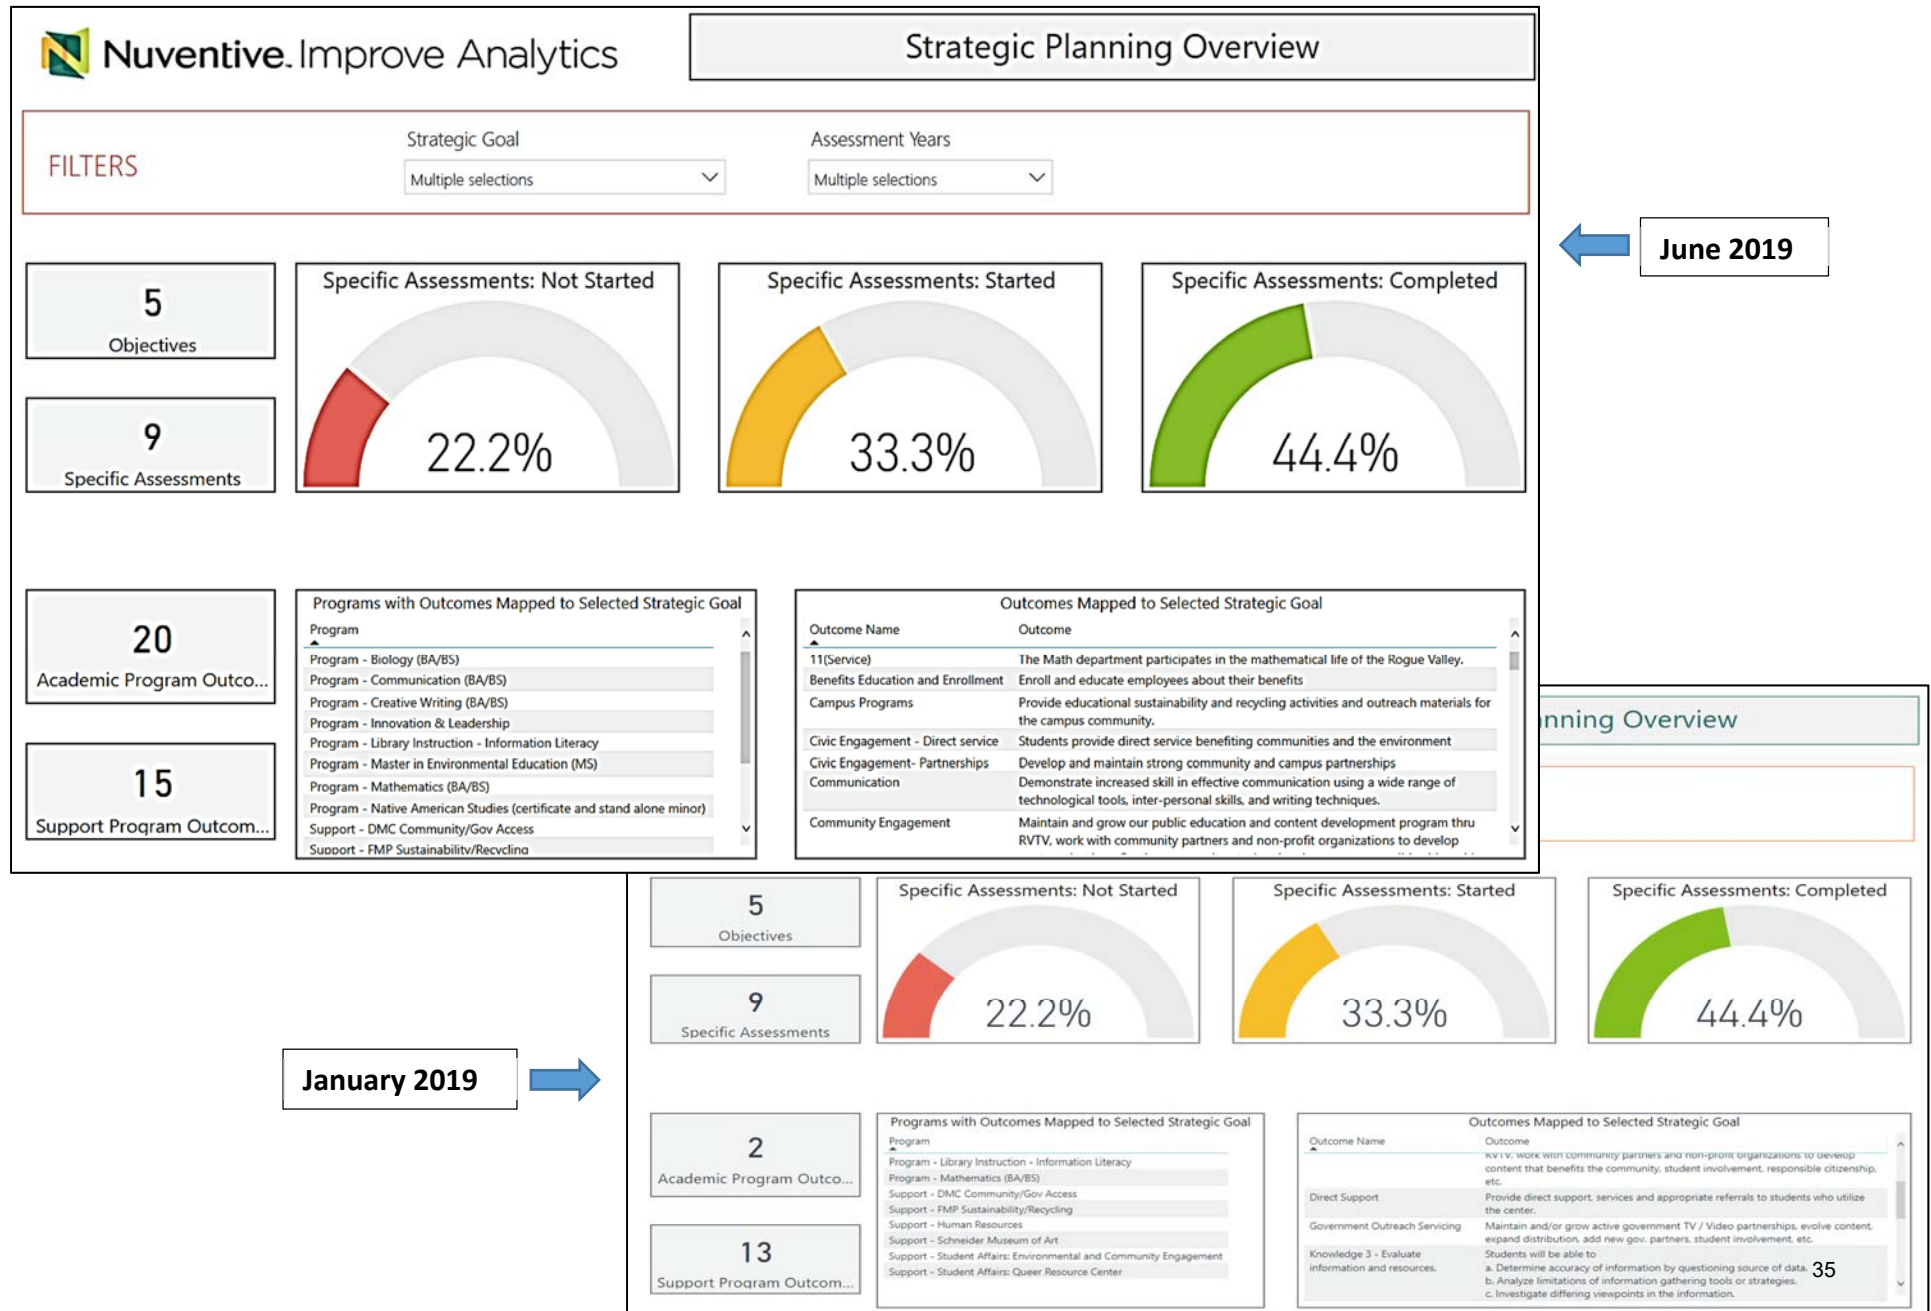 Nuventive. Improve Analytics
Strategic Planning Overview
FILTERS
Strategic Goal
Multiple selections
Assessment Years
Multiple selections
June 2019
5
Objectives
9
Specific Assessments
Specific Assessments: Not Started
22.2%
Specific Assessments: Started
33.3%
Specific Assessments: Completed
44.4%
20
Academic Program Outco...
15
Support Program Outcom...
Programs with Outcomes Mapped to Selected Strategic Goal
Program
Program - Biology (BA/BS)
Program - Communication (BA/BS)
Program - Creative Writing (BA/BS)
Program - Innovation & Leadership
Program - Library Instruction - Information Literacy
Program - Master in Environmental Education (MS)
Program - Mathematics (BA/BS)
Program - Native American Studies (certificate and stand alone minor)
Support - DMC Community/Gov Access
Support - FMP Sustainability/Recycling
Outcomes Mapped to Selected Strategic Goal
Outcome Name Outcome
11(Service) The Math department participates in the mathematical life of the Rogue Valley.
Benefits Education and Enrollment Enroll and educate employees about their benefits
Campus Programs Provide educational sustainability and recycling activities and outreach materials for
the campus community.
Civic Engagement - Direct service Students provide direct service benefiting communities and the environment
Civic Engagement- Partnerships Develop and maintain strong community and campus partnerships
Communication Demonstrate increased skill in effective communication using a wide range of
technological tools, inter-personal skills, and writing techniques.
Community Engagement Maintain and grow our public education and content development program thru
RVTV, work with community partners and non-profit organizations to develop
nning Overview
January 2019
5
Objectives
9
Specific Assessments
Specific Assessments: Not Started
22.2%
Specific Assessments: Started
33.3%
Specific Assessments: Completed
44.4%
2
Academic Program Outco...
13
Support Program Outcom...
Programs with Outcomes Mapped to Selected Strategic Goal
Program
Program - Library Instruction - Information Literacy
Program - Mathematics (BA/BS)
Support - DMC Community/Gov Access
Support - FMP Sustainability/Recycling
Support - Human Resources
Support - Schneider Museum of Art
Support - Student Affairs: Environmental and Community Engagement
Support - Student Affairs: Queer Resource Center
Outcomes Mapped to Selected Strategic Goal
Outcome Name Outcome
RVTV, work with community partners and non-profit organizations to develop
content that benefits the community, student involvement, responsible citizenship,
etc.
Direct Support Provide direct support, services and appropriate referrals to students who utilize
the center.
Government Outreach Servicing Maintain and/or grow active government TV / Video partnerships, evolve content,
expand distribution, add new gov. partners, student involvement, etc.
Knowledge 3 - Evaluate Students will be able to
information and resources. a. Determine accuracy of information by questioning source of data.
b. Analyze limitations of information gathering tools or strategies.
c. Investigate differing viewpoints in the information.
35